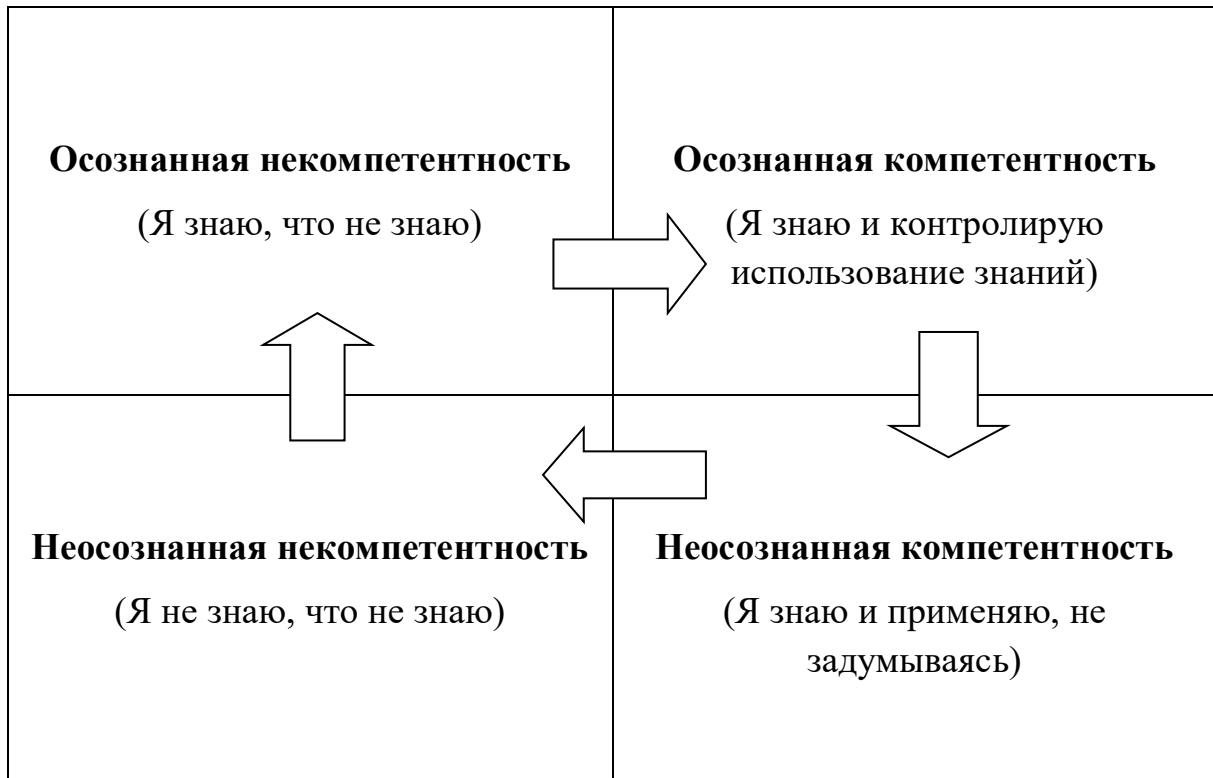 Осознанная некомпетентность
(Я знаю, что не знаю)
Осознанная компетентность
(Я знаю и контролирую
использование знаний)
Неосознанная некомпетентность
(Я не знаю, что не знаю)
Неосознанная компетентность
(Я знаю и применяю, не
задумываясь)